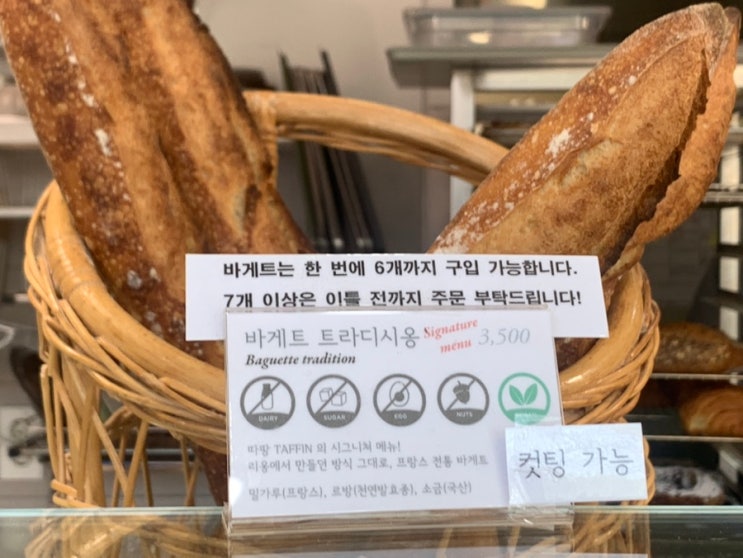 바게트는 한 번에 6개까지 구입 가능합니다.
7개 이상은 이틀 전까지 주문 부탁드립니다!
바게트 트라디시옹 Signature menu 3,500
Baguette tradition
DAIRY SUGAR EGG NUTS
따팡 TAFFIN 의 시그니쳐 메뉴!
리옹에서 만들던 방식 그대로, 프랑스 전통 바게트
밀가루(프랑스), 르방(천연발효종), 소금(국산)
컷팅 가능